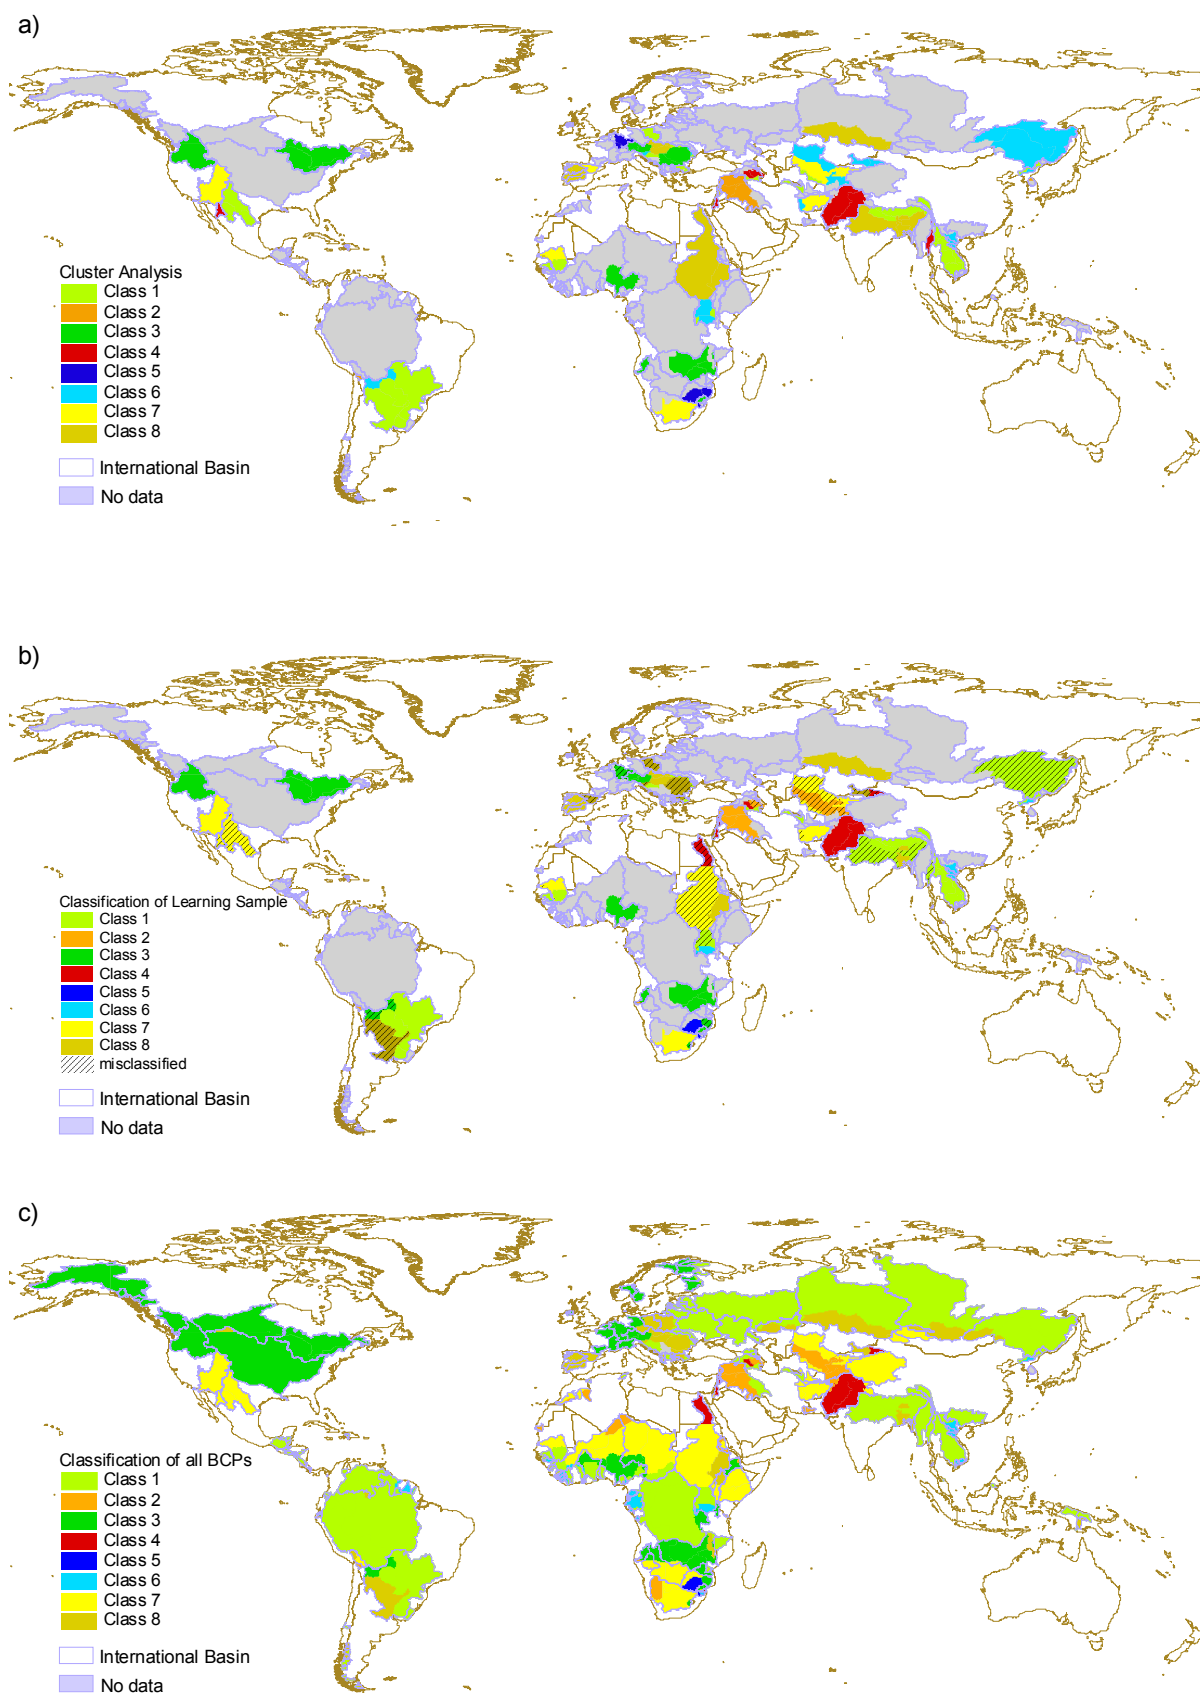 a)
Cluster Analysis
Class 1
Class 2
Class 3
Class 4
Class 5
Class 6
Class 7
Class 8
International Basin
No data
b)
Classification of Learning Sample
Class 1
Class 2
Class 3
Class 4
Class 5
Class 6
Class 7
Class 8
misclassified
International Basin
No data
c)
Classification of all BCPs
Class 1
Class 2
Class 3
Class 4
Class 5
Class 6
Class 7
Class 8
International Basin
No data